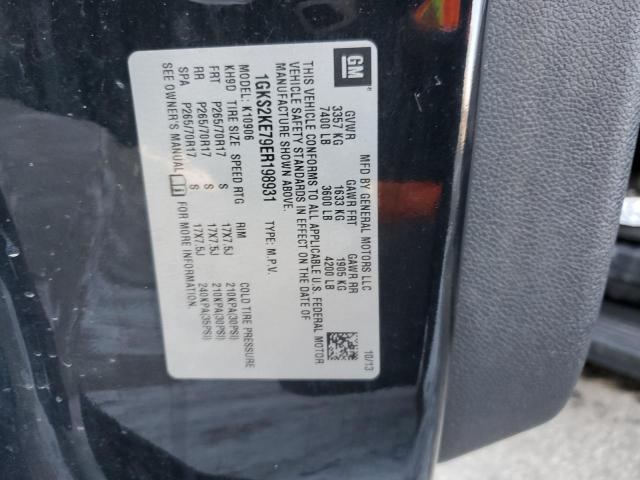 GM
MFD BY GENERAL MOTORS LLC 10/13
GVWR GAWR FRT GAWR RR
3357 KG 1633 KG 1905 KG
7400 LB 3600 LB 4200 LB
THIS VEHICLE CONFORMS TO ALL APPLICABLE U.S. FEDERAL MOTOR
VEHICLE SAFETY STANDARDS IN EFFECT ON THE DATE OF
MANUFACTURE SHOWN ABOVE.
1GKS2KE79ER198931 TYPE: M.P.V.
MODEL: K10906
KH9D TIRE SIZE SPEED RTG RIM COLD TIRE PRESSURE
FRT P265/70R17 S 17X7.5J 210KPA(30PSI)
RR P265/70R17 S 17X7.5J 210KPA(30PSI)
SPA P265/70R17 S 17X7.5J 240KPA(35PSI)
SEE OWNER'S MANUAL FOR MORE INFORMATION.